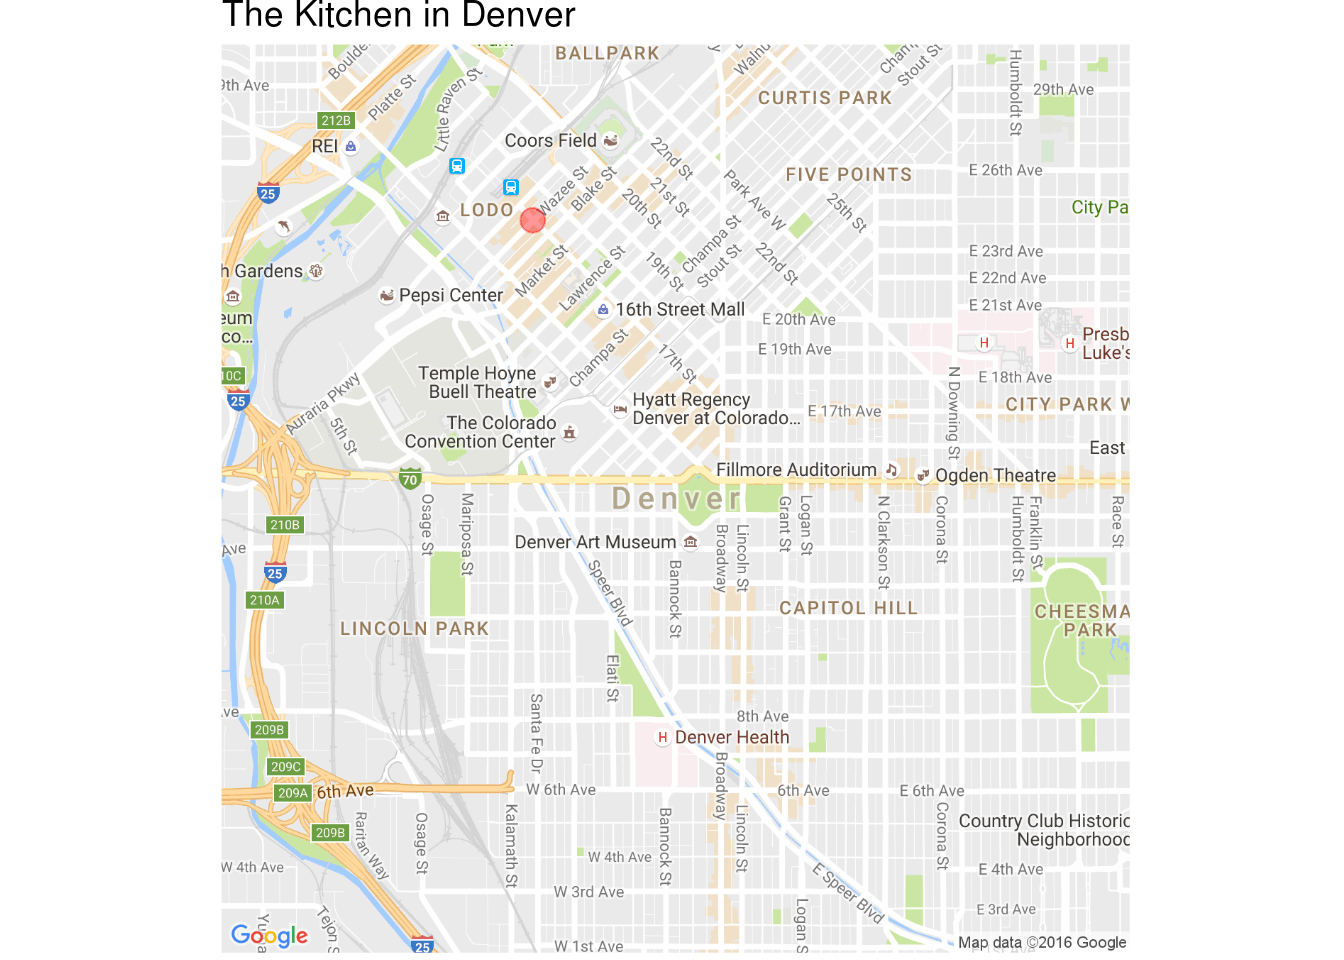 The Kitchen in Denver
BALLPARK
Boulde
Platte St
Little Raven St
Walnu
Cham
Stout St
Humboldt St
29th Ave
9th Ave
CURTIS PARK
212B
REI
Coors Field
22nd St
E 26th Ave
FIVE POINTS
25
Wazee St
Blake St
21st St
20th St
Park Ave W
25th St
City Pa
LODO
Champa St
Stout St
22nd St
E 23rd Ave
Market St
Lawrence St
19th St
h Gardens
E 22nd Ave
Pepsi Center
E 21st Ave
16th Street Mall
eum
co...
E 20th Ave
Presb
Luke's
H
H
E 19th Ave
Champa St
17th St
10C
25
Temple Hoyne
Buell Theatre
N Downing St
E 18th Ave
Auraria Pkwy
5th St
Hyatt Regency
Denver at Colorado...
E 17th Ave
CITY PARK W
The Colorado
Convention Center
East
70
Fillmore Auditorium
Ogden Theatre
Denver
Osage St
Mariposa St
Grant St
Logan St
N Clarkson St
Corona St
Humboldt St
Franklin St
Race St
210B
Ave
Denver Art Museum
Broadway
Lincoln St
25
210A
Speer Blvd
Bannock St
CAPITOL HILL
CHEESMA
PARK
LINCOLN PARK
Elati St
Santa Fe Dr
ve
8th Ave
209B
H
Denver Health
209C
Broadway
209A
6th Ave
W 6th Ave
6th Ave
E 6th Ave
Raritan Way
Osage St
Kalamath St
Bannock St
Lincoln St
Corona St
Country Club Historic
Neighborhood
209B
W 4th Ave
W 4th Ave
E 4th Ave
W 3rd Ave
E Speer Blvd
E 3rd Ave
Tejon S
Logan S
Google
25
W 1st Ave
Map data ©2016 Google